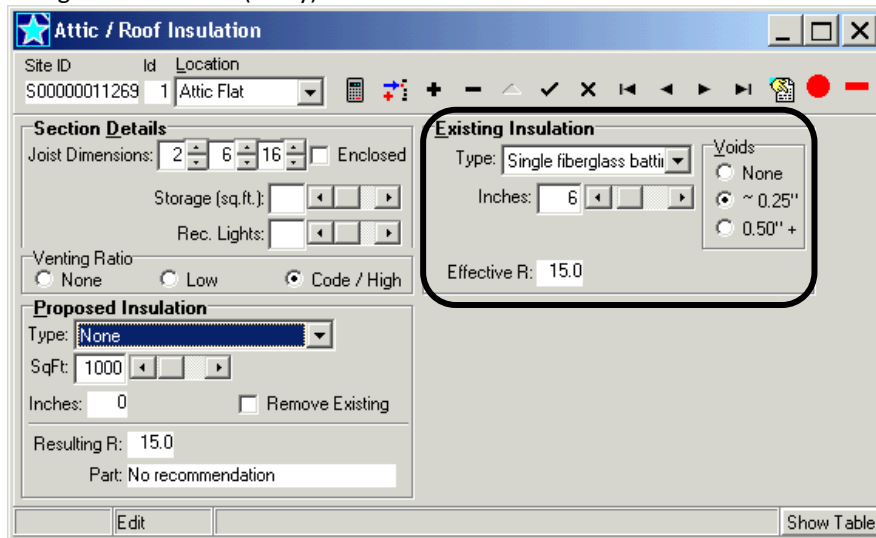 Attic / Roof Insulation
Site ID Id Location
S00000011269 1 Attic Flat
Section Details
Joist Dimensions: 2 6 16 Enclosed
Storage (sq.ft.):
Rec. Lights:
Venting Ratio
None Low Code / High
Existing Insulation
Type: Single fiberglass battin
Inches: 6
Effective R: 15.0
Voids
None
~ 0.25"
0.50" +
Proposed Insulation
Type: None
SqFt: 1000
Inches: 0 Remove Existing
Resulting R: 15.0
Part: No recommendation
Edit Show Table